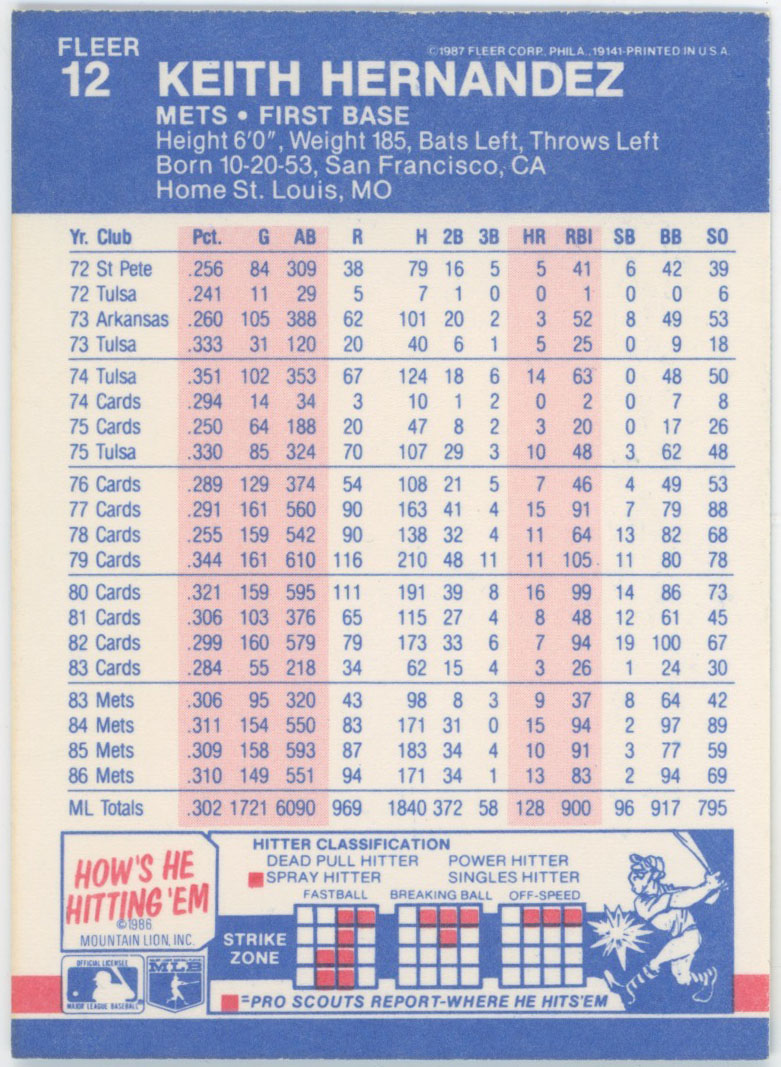 FLEER
©1987 FLEER CORP. PHILA., 19141-PRINTED IN U.S.A.
12 KEITH HERNANDEZ
METS • FIRST BASE
Height 6'0", Weight 185, Bats Left, Throws Left
Born 10-20-53, San Francisco, CA
Home St. Louis, MO
Yr. Club Pct. G AB R H 2B 3B HR RBI SB BB SO
72 St Pete .256 84 309 38 79 16 5 5 41 6 42 39
72 Tulsa .241 11 29 5 7 1 0 0 1 0 0 6
73 Arkansas .260 105 388 62 101 20 2 3 52 8 49 53
73 Tulsa .333 31 120 20 40 6 1 5 25 0 9 18
74 Tulsa .351 102 353 67 124 18 6 14 63 0 48 50
74 Cards .294 14 34 3 10 1 2 0 2 0 7 8
75 Cards .250 64 188 20 47 8 2 3 20 0 17 26
75 Tulsa .330 85 324 70 107 29 3 10 48 3 62 48
76 Cards .289 129 374 54 108 21 5 7 46 4 49 53
77 Cards .291 161 560 90 163 41 4 15 91 7 79 88
78 Cards .255 159 542 90 138 32 4 11 64 13 82 68
79 Cards .344 161 610 116 210 48 11 11 105 11 80 78
80 Cards .321 159 595 111 191 39 8 16 99 14 86 73
81 Cards .306 103 376 65 115 27 4 8 48 12 61 45
82 Cards .299 160 579 79 173 33 6 7 94 19 100 67
83 Cards .284 55 218 34 62 15 4 3 26 1 24 30
83 Mets .306 95 320 43 98 8 3 9 37 8 64 42
84 Mets .311 154 550 83 171 31 0 15 94 2 97 89
85 Mets .309 158 593 87 183 34 4 10 91 3 77 59
86 Mets .310 149 551 94 171 34 1 13 83 2 94 69
ML Totals .302 1721 6090 969 1840 372 58 128 900 96 917 795
HOW'S HE
HITTING 'EM
©1986
MOUNTAIN LION, INC.
HITTER CLASSIFICATION
DEAD PULL HITTER POWER HITTER
SPRAY HITTER SINGLES HITTER
FASTBALL BREAKING BALL OFF-SPEED
STRIKE
ZONE
OFFICIAL LICENSEE
MAJOR LEAGUE BASEBALL
MLB
=PRO SCOUTS REPORT-WHERE HE HITS'EM